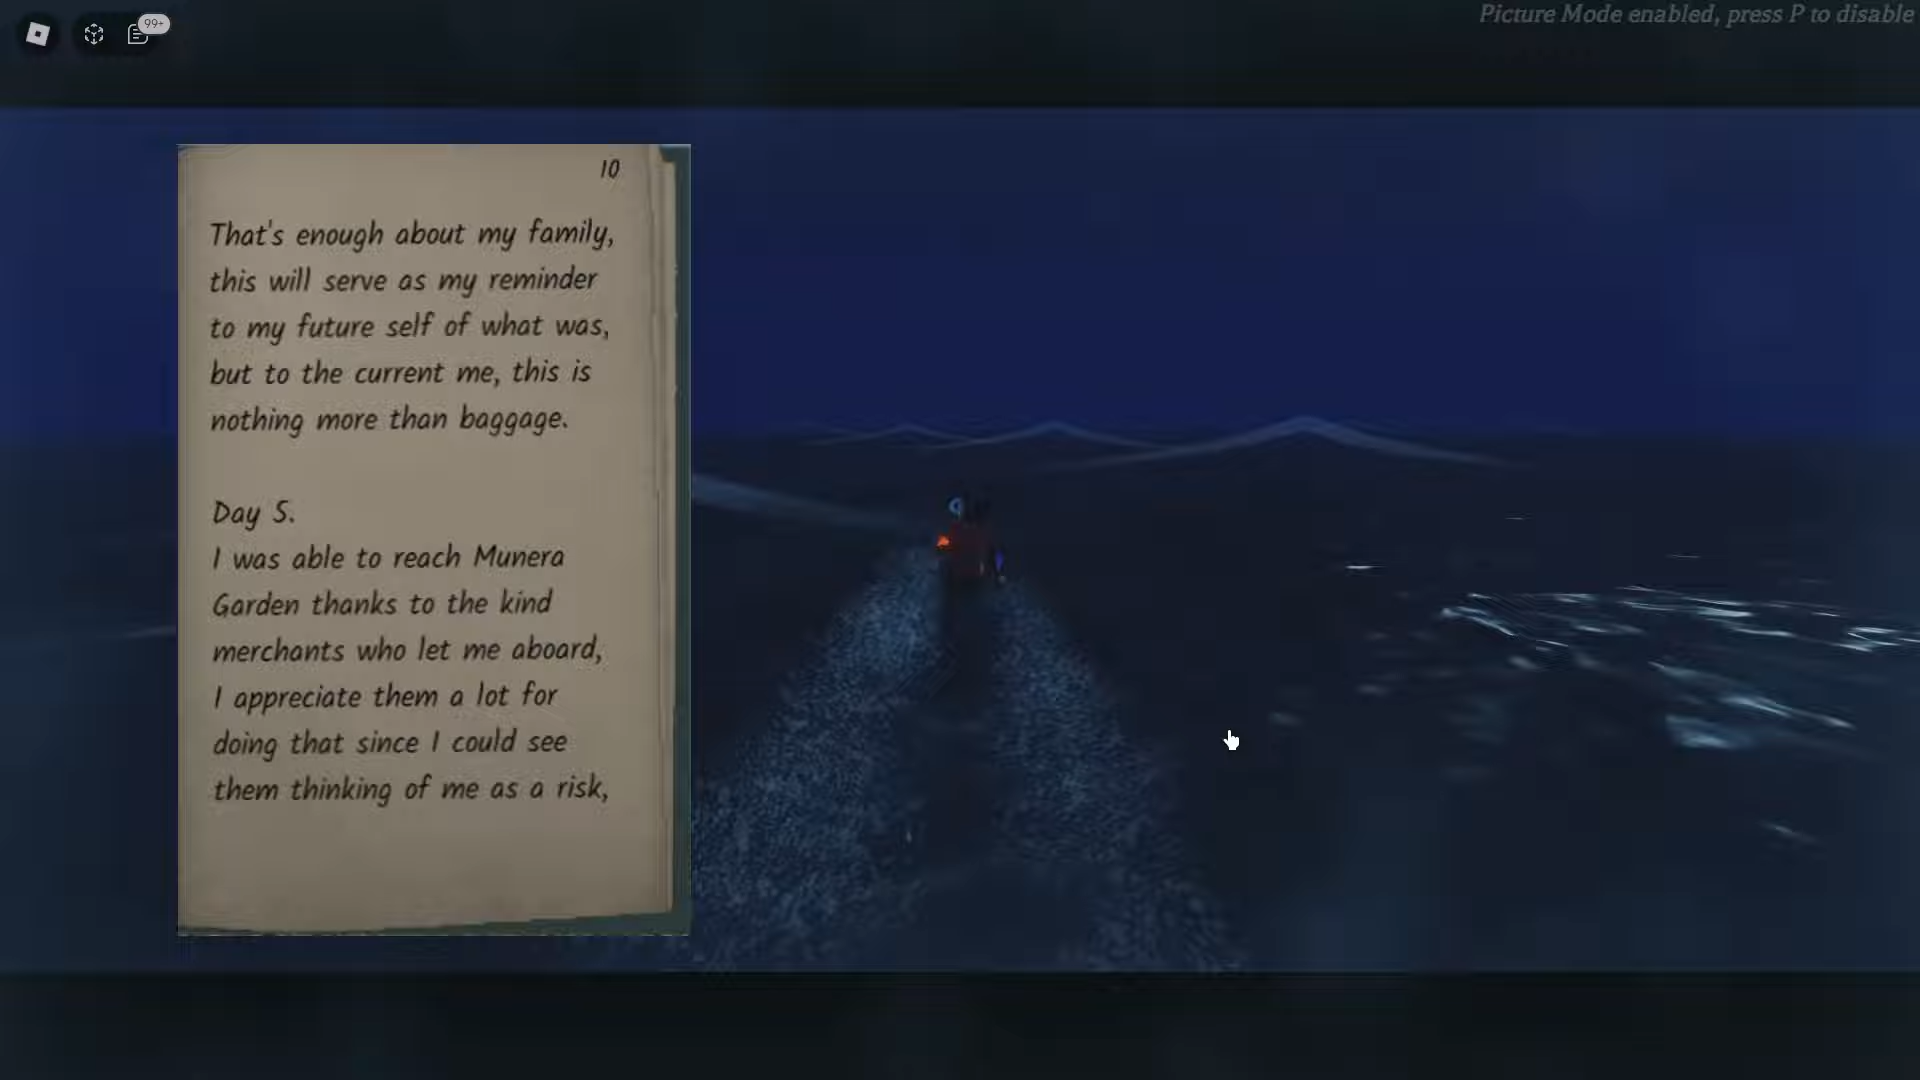 99+
Picture Mode enabled, press P to disable
10
That's enough about my family,
this will serve as my reminder
to my future self of what was,
but to the current me, this is
nothing more than baggage.
Day 5.
I was able to reach Munera
Garden thanks to the kind
merchants who let me aboard,
I appreciate them a lot for
doing that since I could see
them thinking of me as a risk,